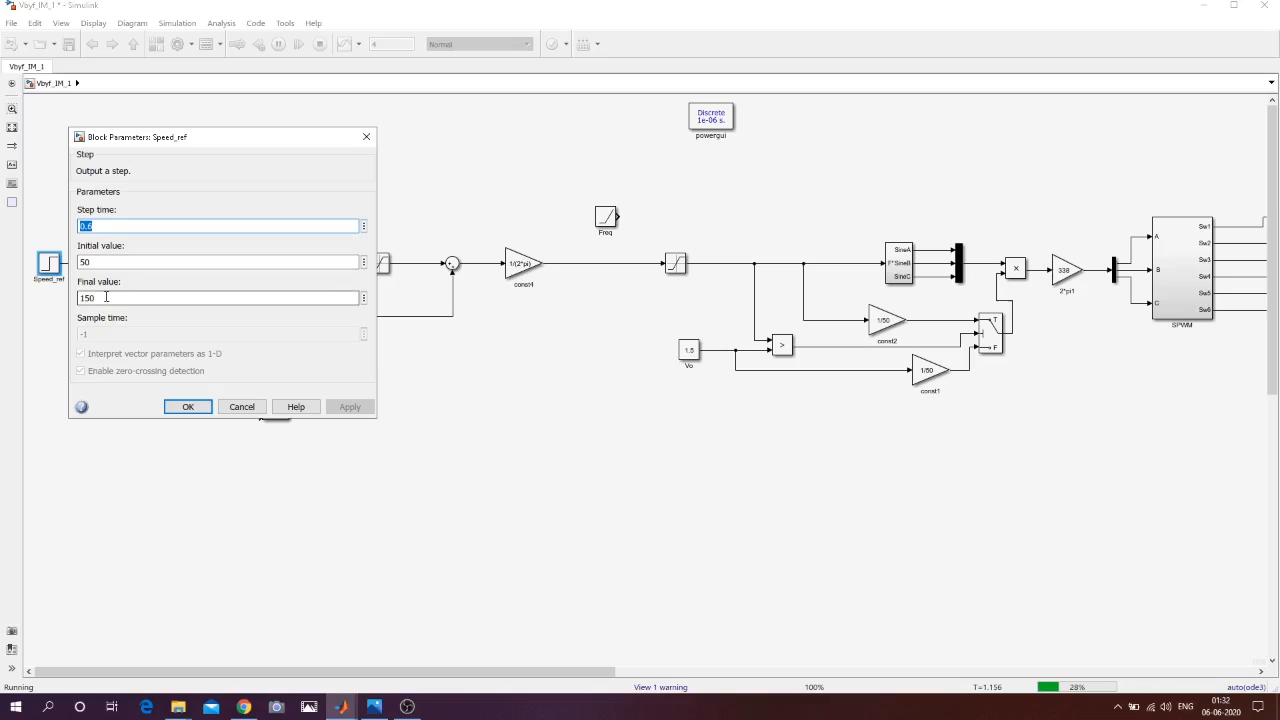 Vbyf_IM_1 * - Simulink
File Edit View Display Diagram Simulation Analysis Code Tools Help
4
Normal
Vbyf_IM_1
Vbyf_IM_1
Discrete
1e-06 s.
powergui
Block Parameters: Speed_ref
Step
Output a step.
Parameters
Step time:
0.6
Initial value:
50
Final value:
150
Sample time:
-1
Interpret vector parameters as 1-D
Enable zero-crossing detection
OK Cancel Help Apply
Speed_ref
Freq
1/(2*pi)
const4
SineA
F*SineB
SineC
338
2*pi1
A
B
C
Sw1
Sw2
Sw3
Sw4
Sw5
Sw6
SPWM
1/50
const2
T
F
1.5
Vo
>
1/50
const1
×
Running
View 1 warning
100%
T=1.156
28%
auto(ode3)
ENG
01:32
06-06-2020